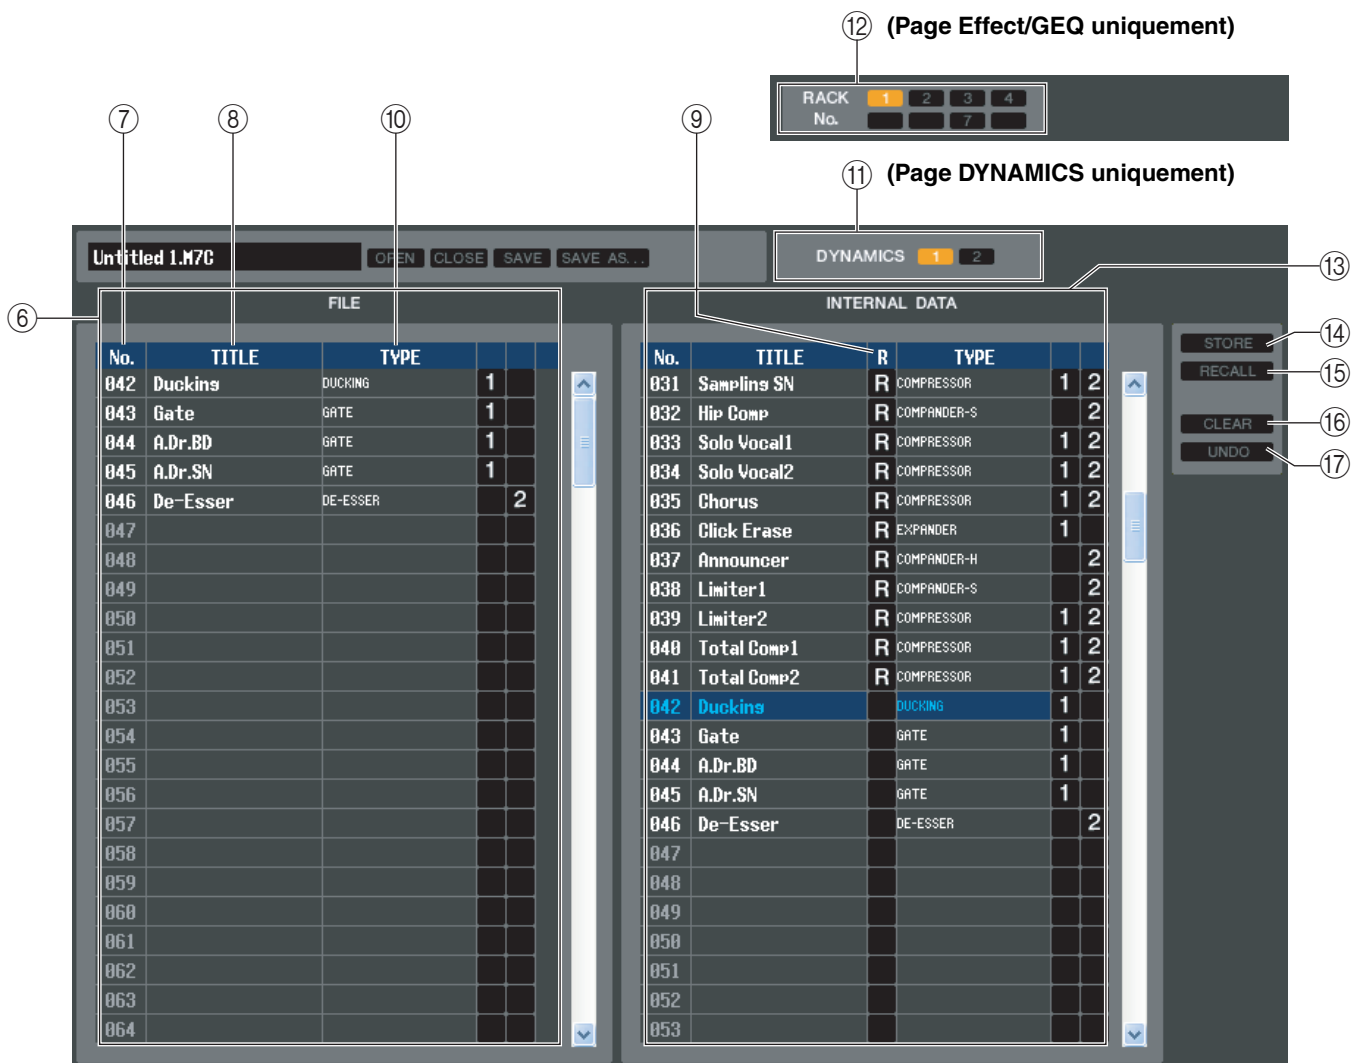 ⑫ (Page Effect/GEQ uniquement)
RACK 1 2 3 4
No. 7
⑦ ⑧ ⑩ ⑨
⑪ (Page DYNAMICS uniquement)
Untitled 1.M7C OPEN CLOSE SAVE SAVE AS...
DYNAMICS 1 2
⑬
⑥
FILE
No. TITLE TYPE
042 Ducking DUCKING 1
043 Gate GATE 1
044 A.Dr.BD GATE 1
045 A.Dr.SN GATE 1
046 De-Esser DE-ESSER 2
047
048
049
050
051
052
053
054
055
056
057
058
059
060
061
062
063
064
INTERNAL DATA
No. TITLE R TYPE
031 Sampling SN R COMPRESSOR 1 2
032 Hip Comp R COMPANDER-S 2
033 Solo Vocal1 R COMPRESSOR 1 2
034 Solo Vocal2 R COMPRESSOR 1 2
035 Chorus R COMPRESSOR 1 2
036 Click Erase R EXPANDER 1
037 Announcer R COMPANDER-H 2
038 Limiter1 R COMPANDER-S 2
039 Limiter2 R COMPRESSOR 1 2
040 Total Comp1 R COMPRESSOR 1 2
041 Total Comp2 R COMPRESSOR 1 2
042 Ducking DUCKING 1
043 Gate GATE 1
044 A.Dr.BD GATE 1
045 A.Dr.SN GATE 1
046 De-Esser DE-ESSER 2
047
048
049
050
051
052
053
STORE ⑭
RECALL ⑮
CLEAR ⑯
UNDO ⑰